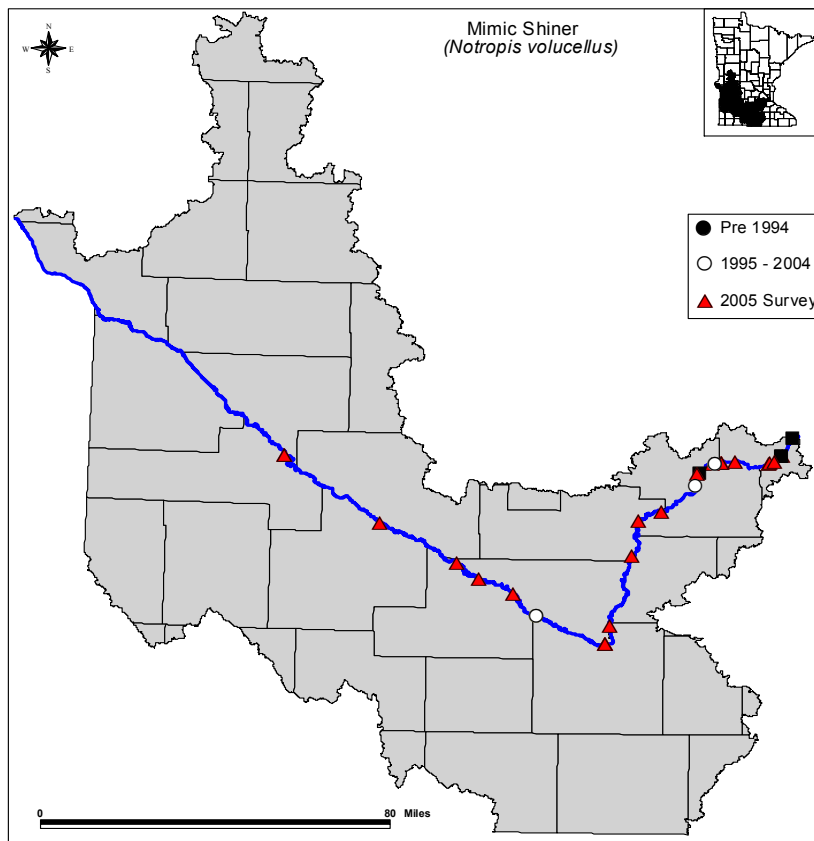 Mimic Shiner
(Notropis volucellus)
N
W E
S
Pre 1994
1995 - 2004
2005 Survey
0 80 Miles